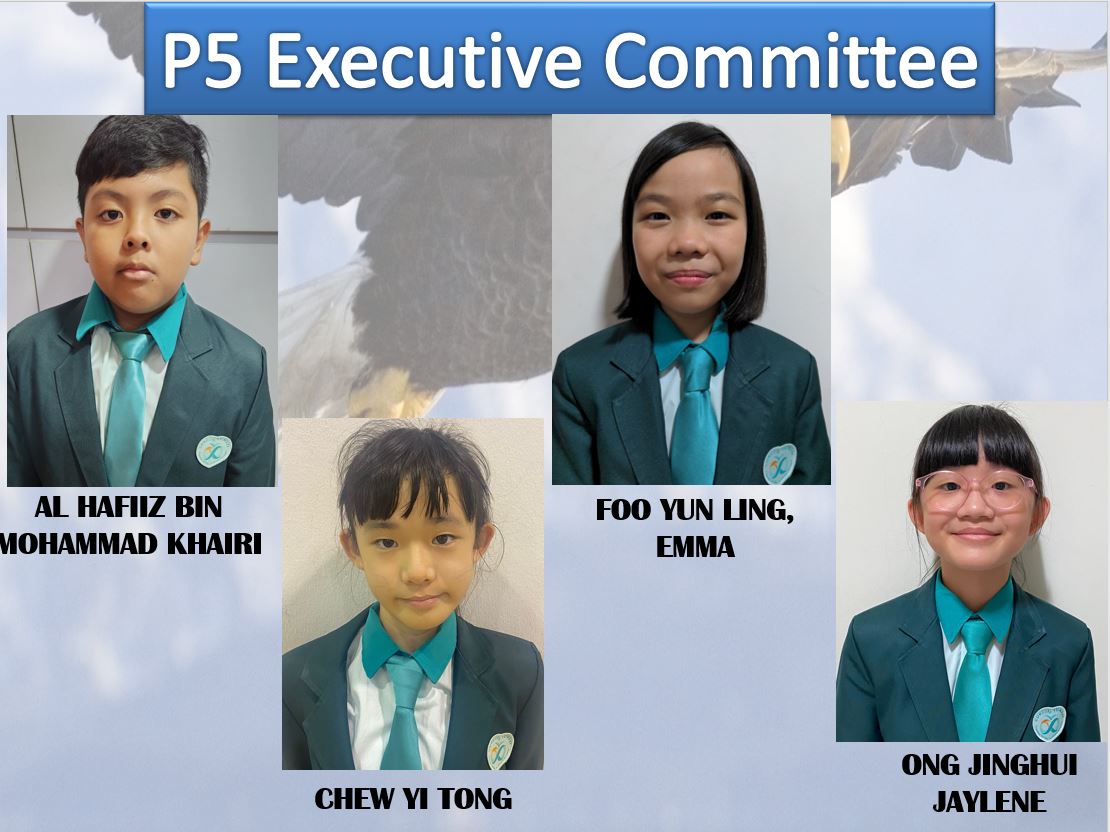 P5 Executive Committee
AL HAFIIZ BIN
MOHAMMAD KHAIRI
CHEW YI TONG
FOO YUN LING,
EMMA
ONG JINGHUI
JAYLENE